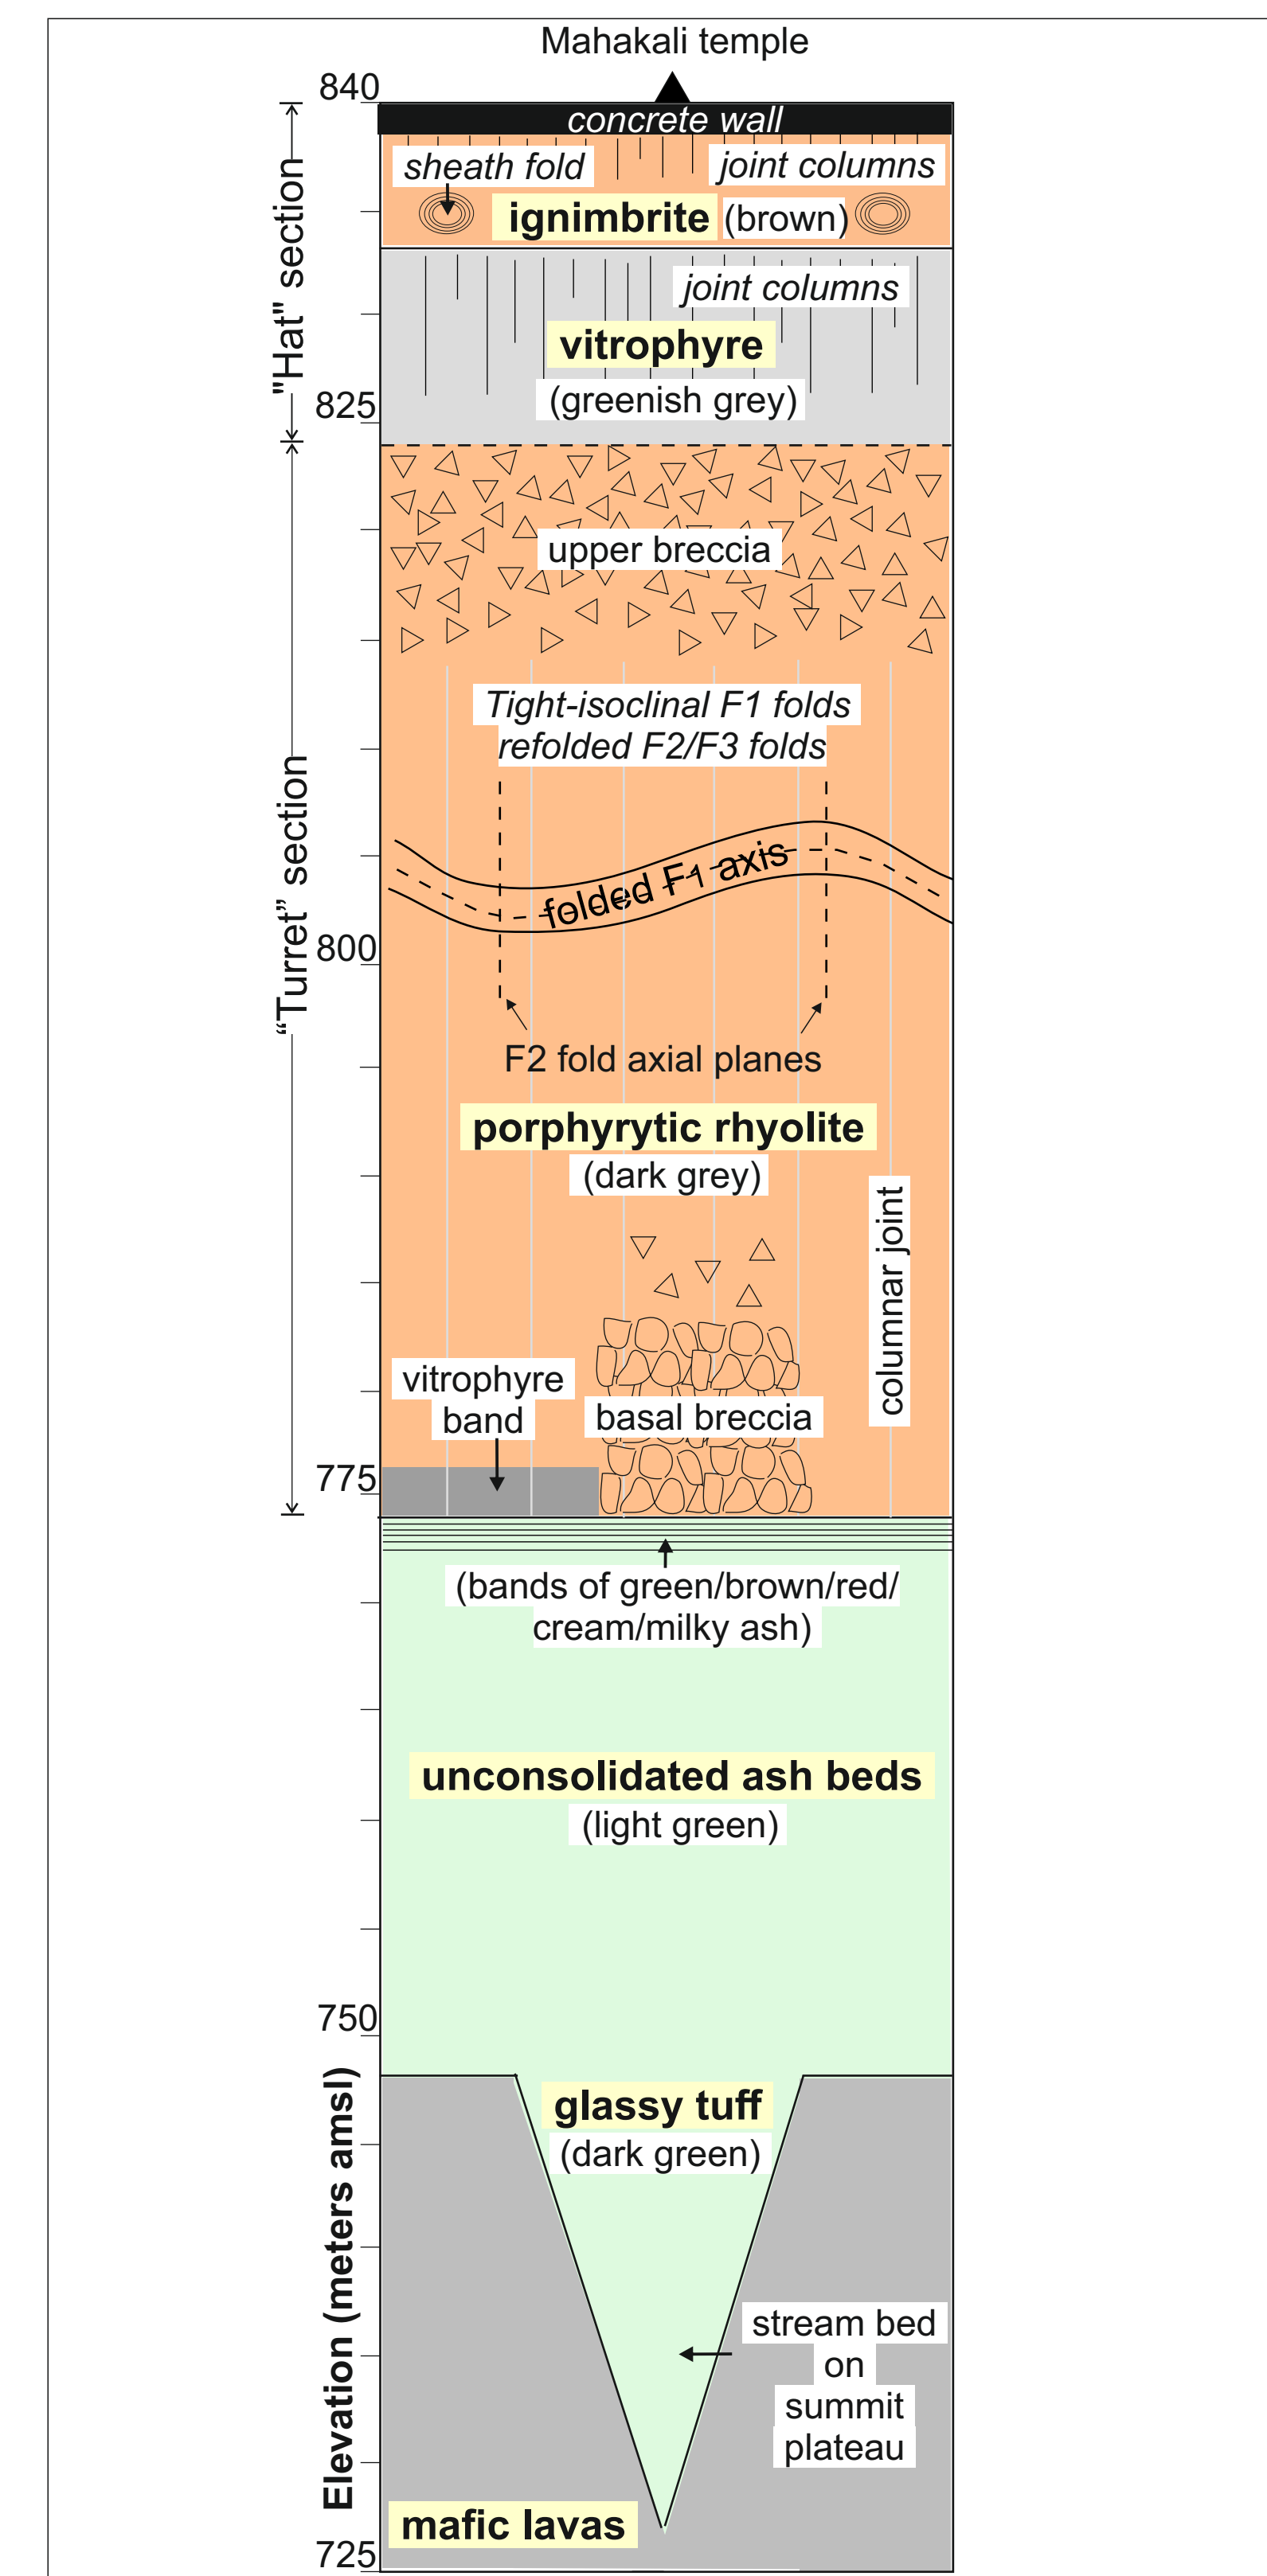 Mahakali temple
840
concrete wall
sheath fold
joint columns
ignimbrite (brown)
"Hat" section
joint columns
vitrophyre
(greenish grey)
825
upper breccia
Tight-isoclinal F1 folds
refolded F2/F3 folds
“Turret” section
folded F1 axis
800
F2 fold axial planes
porphyrytic rhyolite
(dark grey)
columnar joint
vitrophyre
band
basal breccia
775
(bands of green/brown/red/
cream/milky ash)
unconsolidated ash beds
(light green)
750
glassy tuff
(dark green)
Elevation (meters amsl)
stream bed
on
summit
plateau
mafic lavas
725